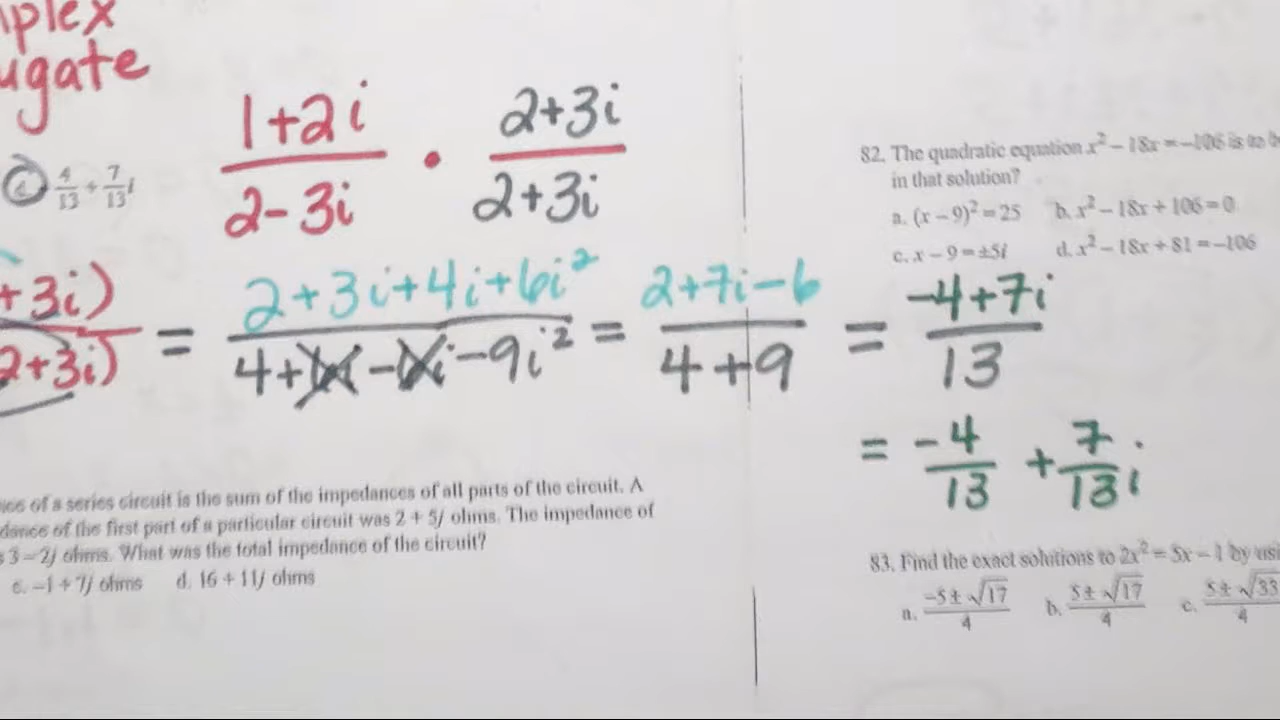 1+2i / 2-3i · 2+3i / 2+3i
4/13 + 7/13 i
+3i) / 2+3i) = 2+3i+4i+6i² / 4+6i-6i-9i² = 2+7i-6 / 4+9 = -4+7i / 13
= -4/13 + 7/13 i
of a series circuit is the sum of the impedances of all parts of the circuit. A
of the first part of a particular circuit was 2 + 5j ohms. The impedance of
3 – 2j ohms. What was the total impedance of the circuit?
c. –1 + 7j ohms d. 16 + 11j ohms
82. The quadratic equation x² – 18x = –106 is to
in that solution?
a. (x – 9)² = 25 b. x² – 18x + 106 = 0
c. x – 9 = ±5i d. x² – 18x + 81 = –106
83. Find the exact solutions to 2x² = 5x – 1 by
a. -5 ± √17 / 4 b. 5 ± √17 / 4 c. 5 ± √33 / 4